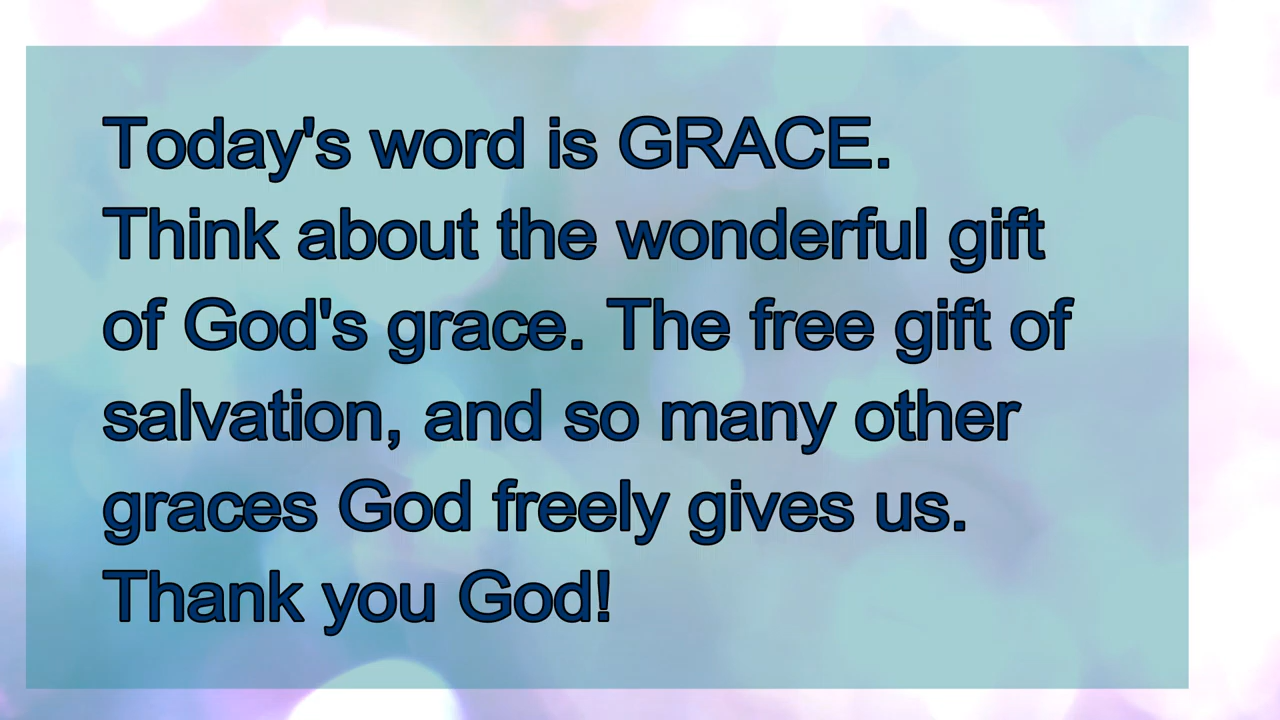 Today's word is GRACE.
Think about the wonderful gift
of God's grace. The free gift of
salvation, and so many other
graces God freely gives us.
Thank you God!